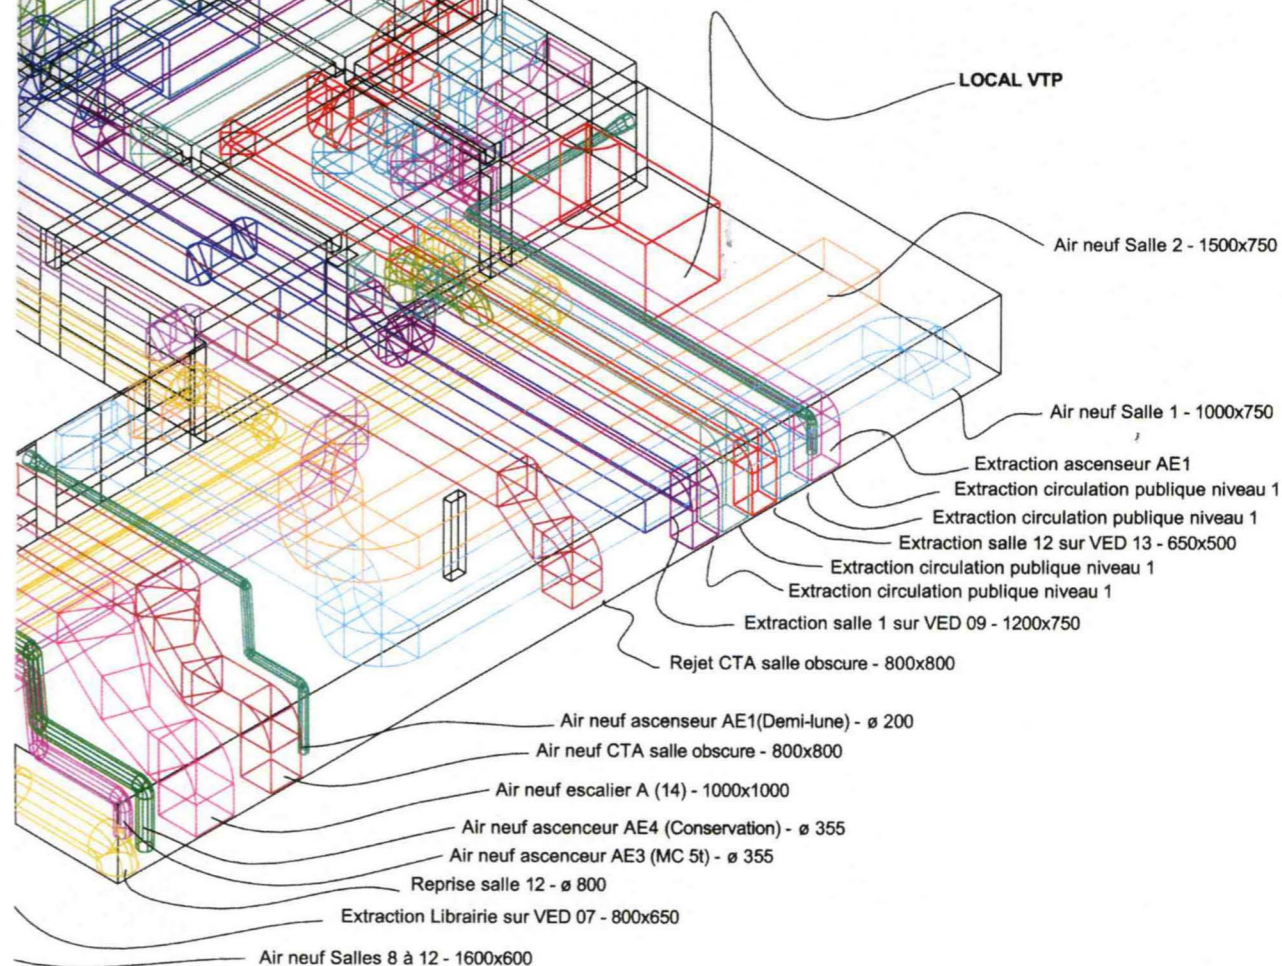 LOCAL VTP
Air neuf Salle 2 - 1500x750
Air neuf Salle 1 - 1000x750
Extraction ascenseur AE1
Extraction circulation publique niveau 1
Extraction circulation publique niveau 1
Extraction salle 12 sur VED 13 - 650x500
Extraction circulation publique niveau 1
Extraction circulation publique niveau 1
Extraction salle 1 sur VED 09 - 1200x750
Rejet CTA salle obscure - 800x800
Air neuf ascenseur AE1(Demi-lune) - ø 200
Air neuf CTA salle obscure - 800x800
Air neuf escalier A (14) - 1000x1000
Air neuf ascenceur AE4 (Conservation) - ø 355
Air neuf ascenceur AE3 (MC 5t) - ø 355
Reprise salle 12 - ø 800
Extraction Librairie sur VED 07 - 800x650
Air neuf Salles 8 à 12 - 1600x600